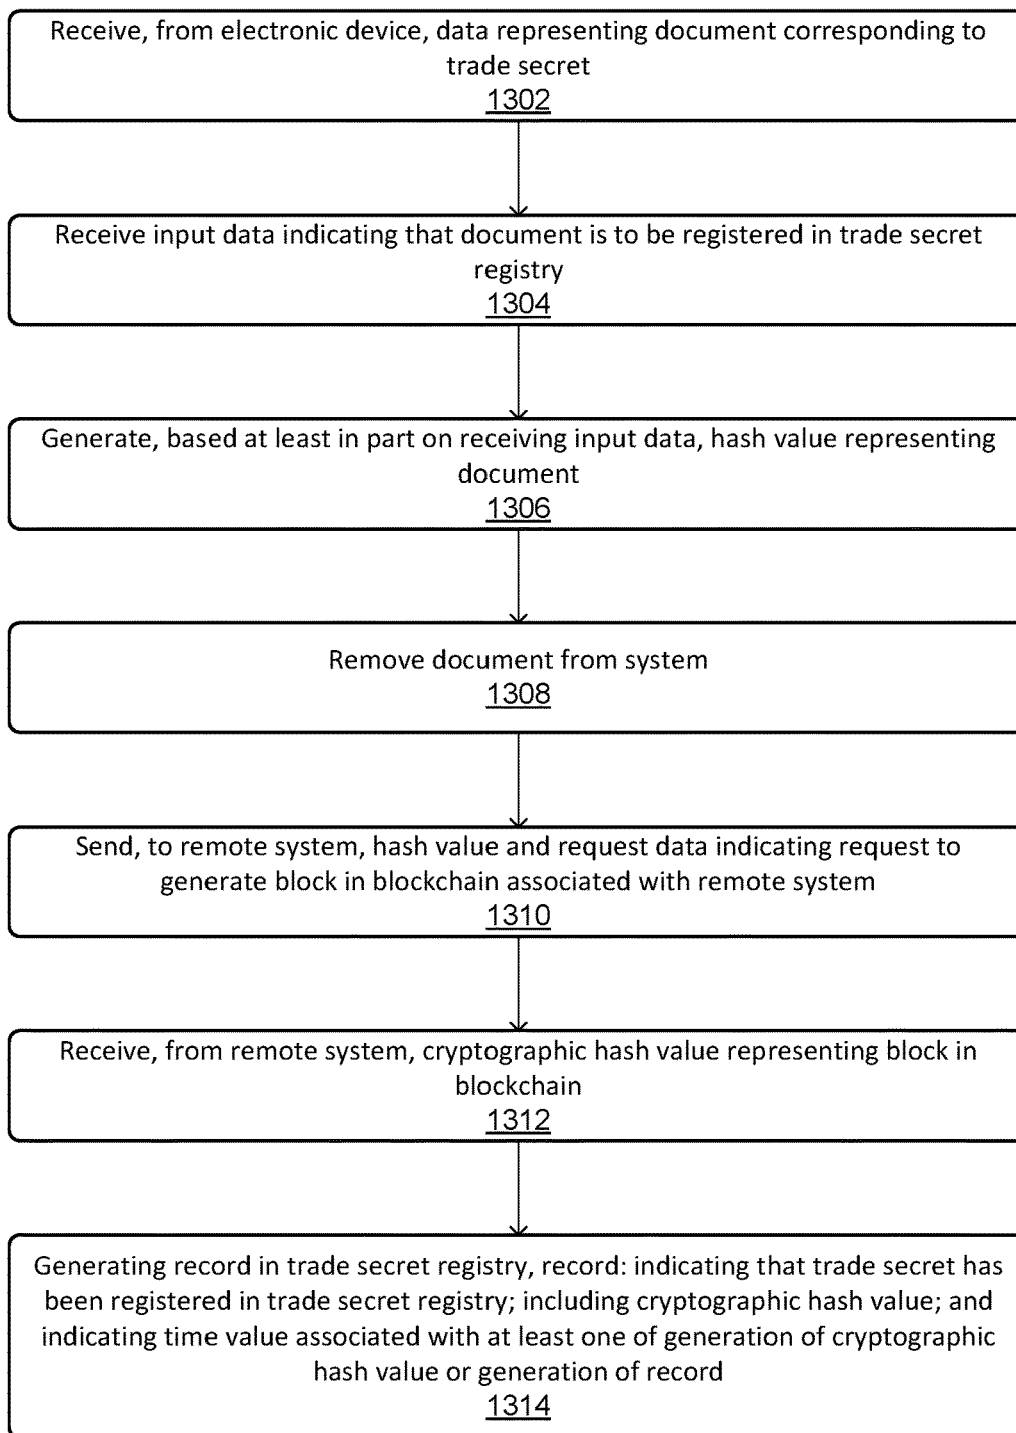 Receive, from electronic device, data representing document corresponding to
trade secret
1302
Receive input data indicating that document is to be registered in trade secret
registry
1304
Generate, based at least in part on receiving input data, hash value representing
document
1306
Remove document from system
1308
Send, to remote system, hash value and request data indicating request to
generate block in blockchain associated with remote system
1310
Receive, from remote system, cryptographic hash value representing block in
blockchain
1312
Generating record in trade secret registry, record: indicating that trade secret has
been registered in trade secret registry; including cryptographic hash value; and
indicating time value associated with at least one of generation of cryptographic
hash value or generation of record
1314